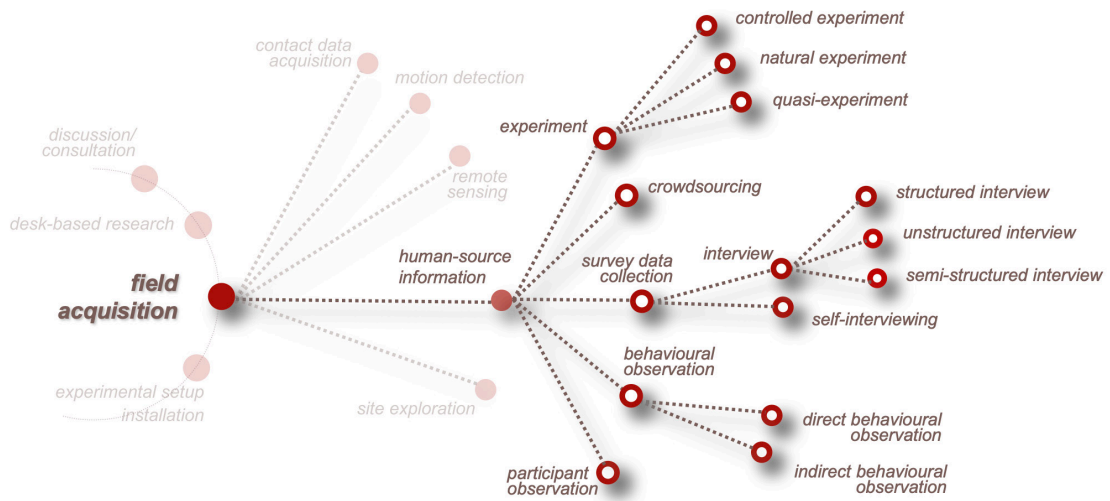 controlled experiment
contact data
acquisition
natural experiment
motion detection
quasi-experiment
experiment
discussion/
consultation
remote
sensing
crowdsourcing
structured interview
desk-based research
unstructured interview
human-source
information
survey data
collection
interview
field
acquisition
semi-structured interview
self-interviewing
behavioural
observation
experimental setup
installation
site exploration
direct behavioural
observation
participant
observation
indirect behavioural
observation